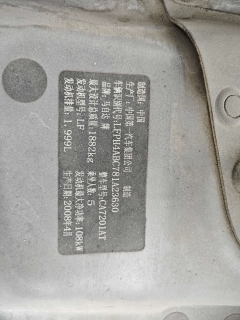 制造国：中国
生产厂：中国第一汽车集团公司 制造
车辆识别代号：LFPH4ABC781A23630
品牌：马自达 牌 整车型号：CA7201AT
最大设计总质量：1882kg 乘坐人数：5
发动机型号：LF 发动机最大净功率：108kW
发动机排量：1.999L 生产日期：2008年4月